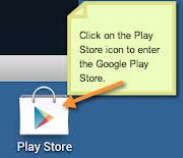 Click on the Play
Store icon to enter
the Google Play
Store.
Play Store